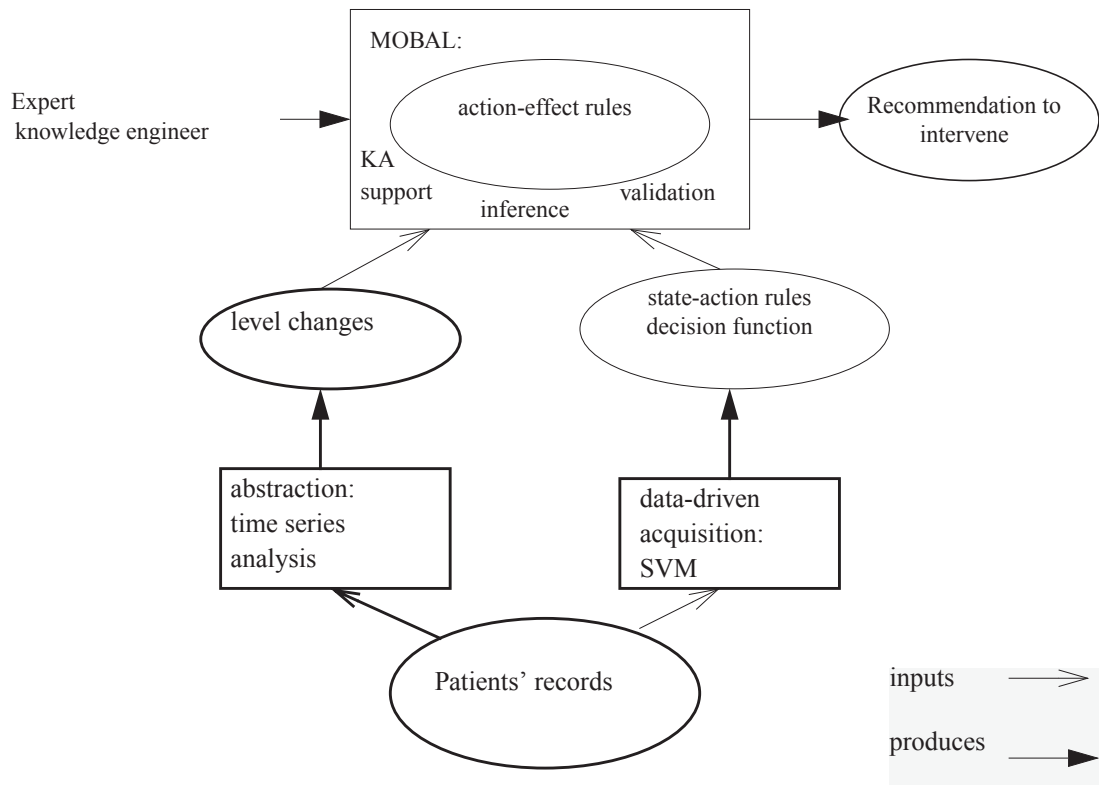 MOBAL:
action-effect rules
Expert
knowledge engineer
Recommendation to
intervene
KA
support
inference
validation
level changes
state-action rules
decision function
abstraction:
time series
analysis
data-driven
acquisition:
SVM
Patients’ records
inputs
produces